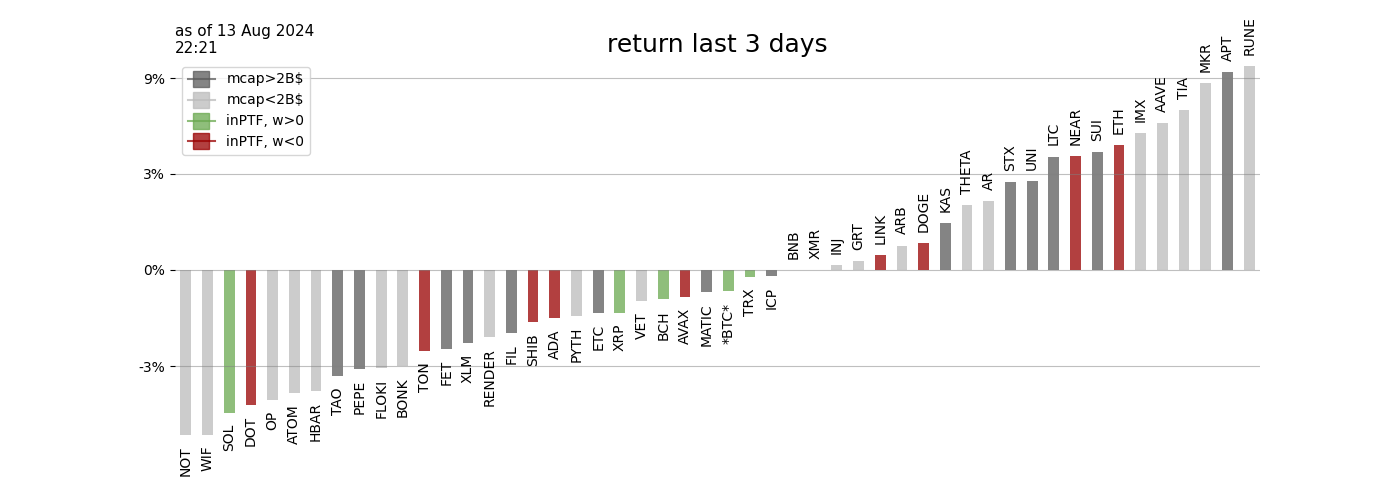 as of 13 Aug 2024
22:21
return last 3 days
mcap>2B$
mcap<2B$
inPTF, w>0
inPTF, w<0
9%
3%
0%
-3%
NOT
WIF
SOL
DOT
OP
ATOM
HBAR
TAO
PEPE
FLOKI
BONK
TON
FET
XLM
RENDER
FIL
SHIB
ADA
PYTH
ETC
XRP
VET
BCH
AVAX
MATIC
*BTC*
TRX
ICP
BNB
XMR
INJ
GRT
LINK
ARB
DOGE
KAS
THETA
AR
STX
UNI
LTC
NEAR
SUI
ETH
IMX
AAVE
TIA
MKR
APT
RUNE